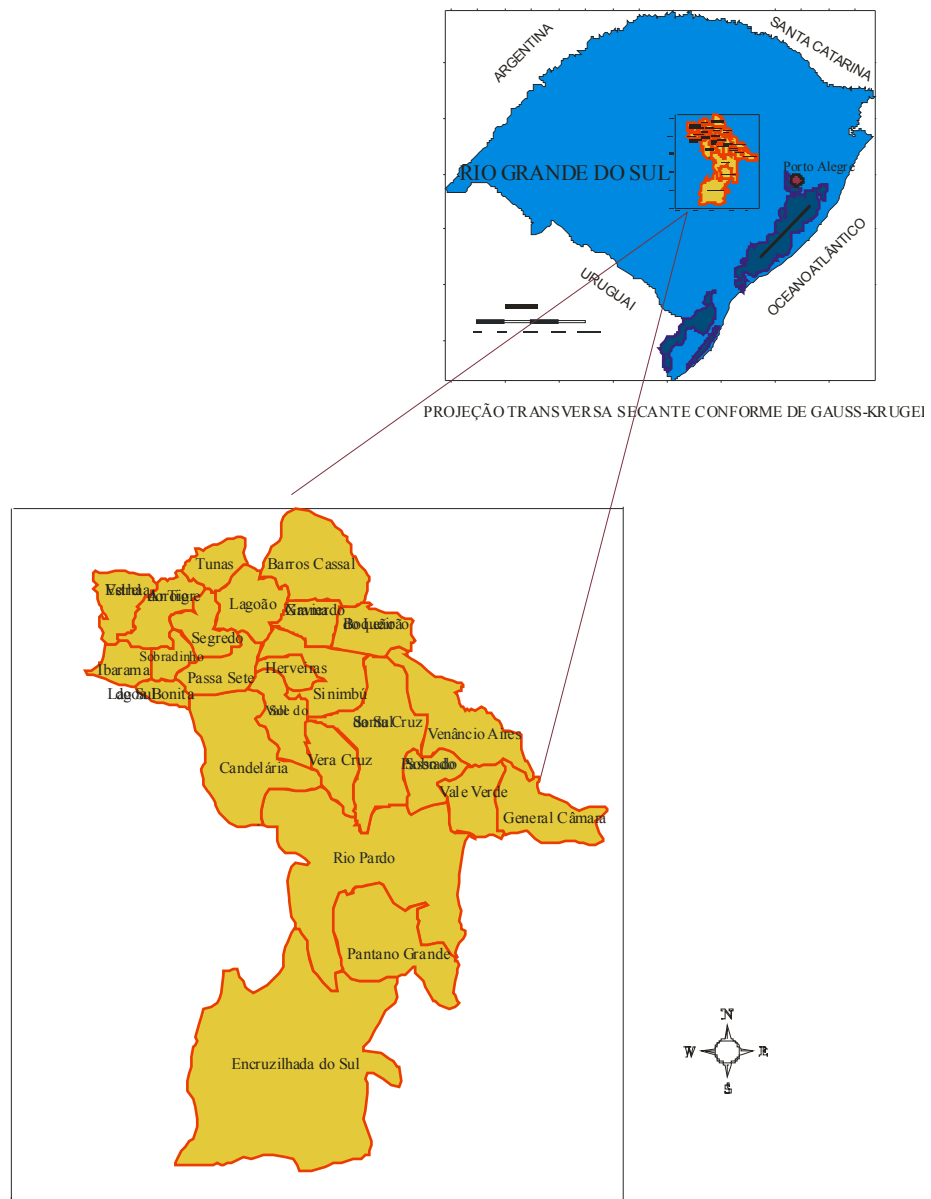 ARGENTINA
SANTA CATARINA
RIO GRANDE DO SUL
Porto Alegre
URUGUAI
OCEANO ATLÂNTICO
PROJEÇÃO TRANSVERSA SECANTE CONFORME DE GAUSS-KRUGE
Tunas
Barros Cassal
Lagoão
Segredo
Sobradinho
Ibarama
Passa Sete
Herveiras
Sinimbú
Venâncio Aires
Vera Cruz
Candelária
Vale Verde
General Câmara
Rio Pardo
Pantano Grande
Encruzilhada do Sul
N
W
E
S